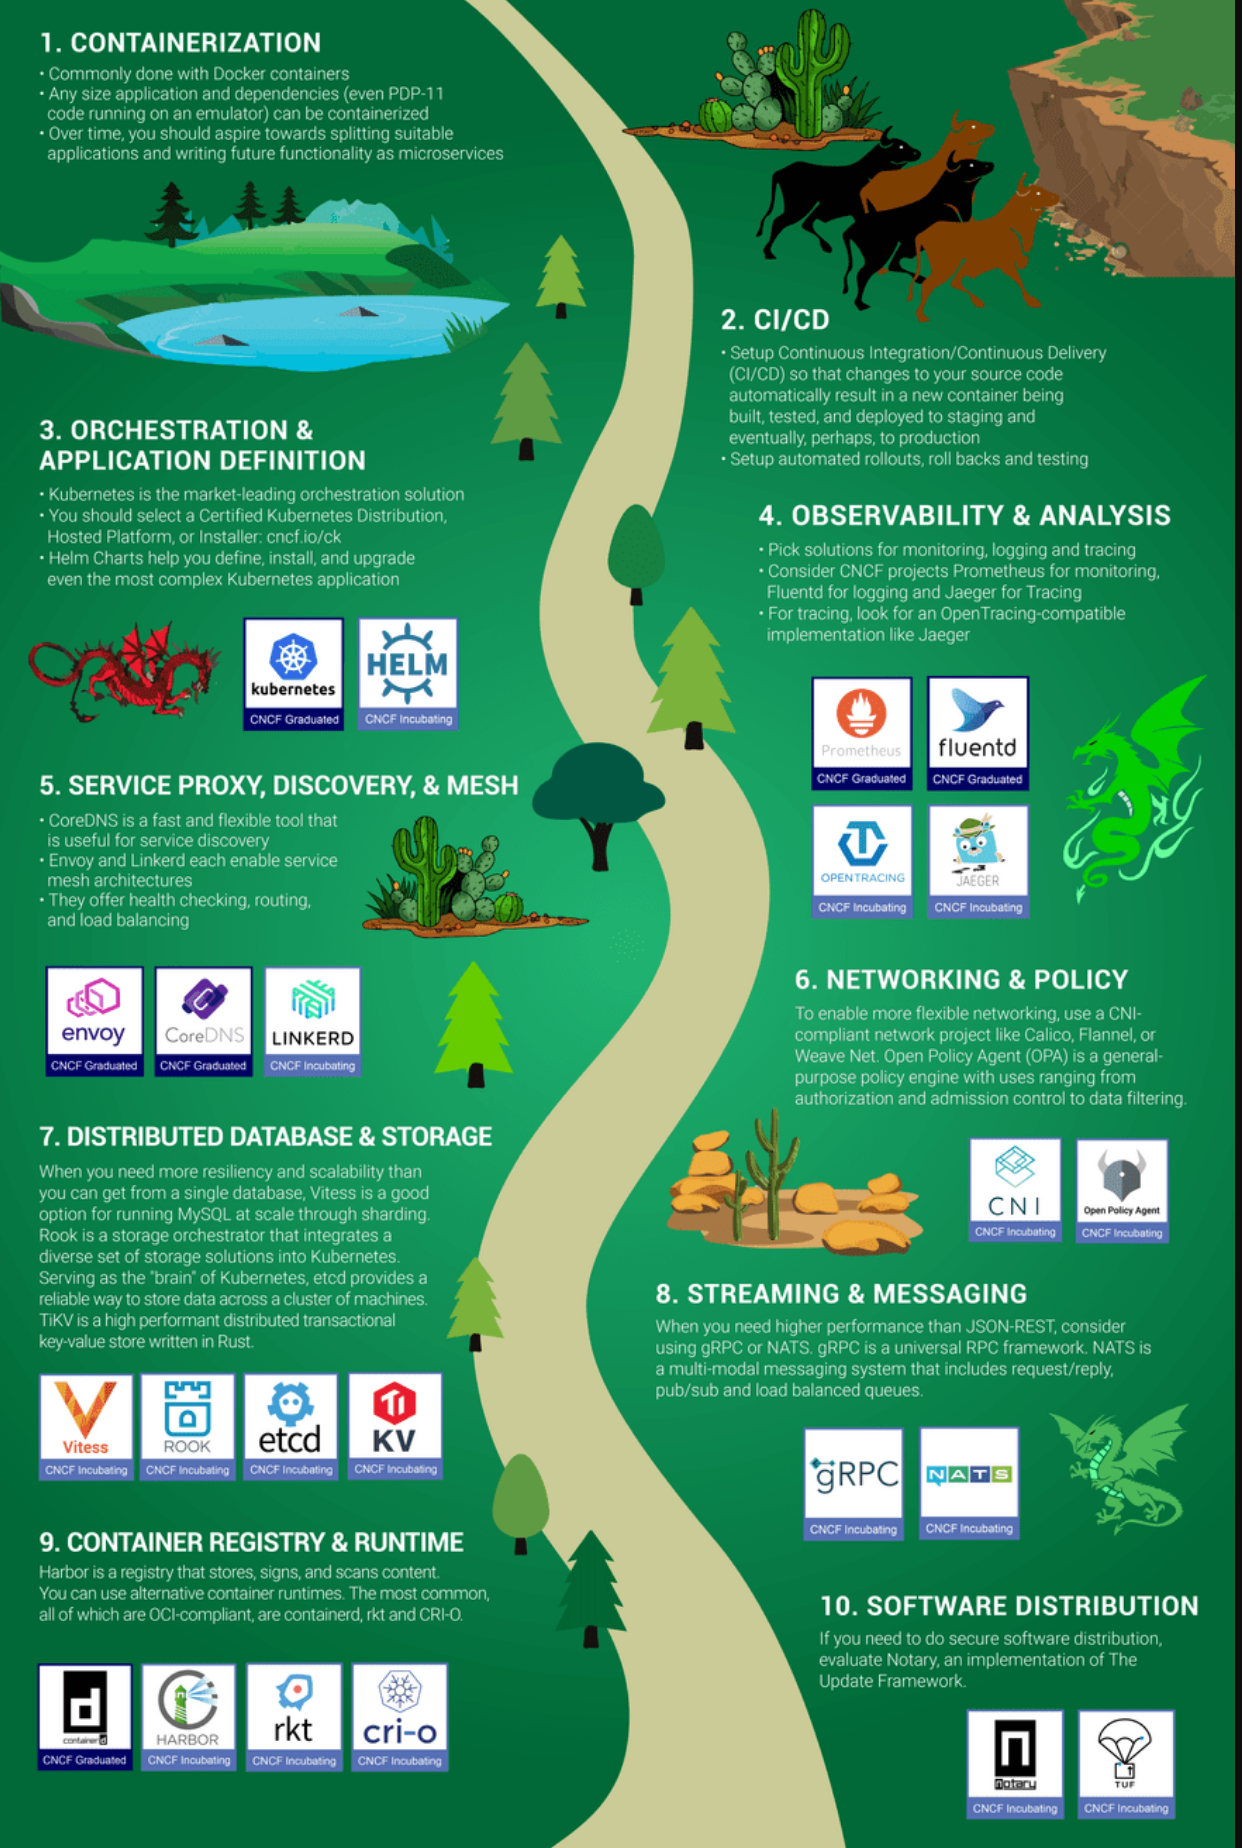 1. CONTAINERIZATION
• Commonly done with Docker containers
• Any size application and dependencies (even PDP-11
code running on an emulator) can be containerized
• Over time, you should aspire towards splitting suitable
applications and writing future functionality as microservices
2. CI/CD
• Setup Continuous Integration/Continuous Delivery
(CI/CD) so that changes to your source code
automatically result in a new container being
built, tested, and deployed to staging and
eventually, perhaps, to production
• Setup automated rollouts, roll backs and testing
3. ORCHESTRATION &
APPLICATION DEFINITION
• Kubernetes is the market-leading orchestration solution
• You should select a Certified Kubernetes Distribution,
Hosted Platform, or Installer: cncf.io/ck
• Helm Charts help you define, install, and upgrade
even the most complex Kubernetes application
kubernetes
CNCF Graduated
HELM
CNCF Incubating
4. OBSERVABILITY & ANALYSIS
• Pick solutions for monitoring, logging and tracing
• Consider CNCF projects Prometheus for monitoring,
Fluentd for logging and Jaeger for Tracing
• For tracing, look for an OpenTracing-compatible
implementation like Jaeger
Prometheus
CNCF Graduated
fluentd
CNCF Graduated
OPENTRACING
CNCF Incubating
JAEGER
CNCF Incubating
5. SERVICE PROXY, DISCOVERY, & MESH
• CoreDNS is a fast and flexible tool that
is useful for service discovery
• Envoy and Linkerd each enable service
mesh architectures
• They offer health checking, routing,
and load balancing
envoy
CNCF Graduated
CoreDNS
CNCF Graduated
LINKERD
CNCF Incubating
6. NETWORKING & POLICY
To enable more flexible networking, use a CNI-
compliant network project like Calico, Flannel, or
Weave Net. Open Policy Agent (OPA) is a general-
purpose policy engine with uses ranging from
authorization and admission control to data filtering.
CNI
CNCF Incubating
Open Policy Agent
CNCF Incubating
7. DISTRIBUTED DATABASE & STORAGE
When you need more resiliency and scalability than
you can get from a single database, Vitess is a good
option for running MySQL at scale through sharding.
Rook is a storage orchestrator that integrates a
diverse set of storage solutions into Kubernetes.
Serving as the "brain" of Kubernetes, etcd provides a
reliable way to store data across a cluster of machines.
TiKV is a high performant distributed transactional
key-value store written in Rust.
Vitess
CNCF Incubating
ROOK
CNCF Incubating
etcd
CNCF Incubating
TI
KV
CNCF Incubating
8. STREAMING & MESSAGING
When you need higher performance than JSON-REST, consider
using gRPC or NATS. gRPC is a universal RPC framework. NATS is
a multi-modal messaging system that includes request/reply,
pub/sub and load balanced queues.
gRPC
CNCF Incubating
NATS
CNCF Incubating
9. CONTAINER REGISTRY & RUNTIME
Harbor is a registry that stores, signs, and scans content.
You can use alternative container runtimes. The most common,
all of which are OCI-compliant, are containerd, rkt and CRI-O.
containerd
CNCF Graduated
HARBOR
CNCF Incubating
rkt
CNCF Incubating
cri-o
CNCF Incubating
10. SOFTWARE DISTRIBUTION
If you need to do secure software distribution,
evaluate Notary, an implementation of The
Update Framework.
notary
CNCF Incubating
TUF
CNCF Incubating